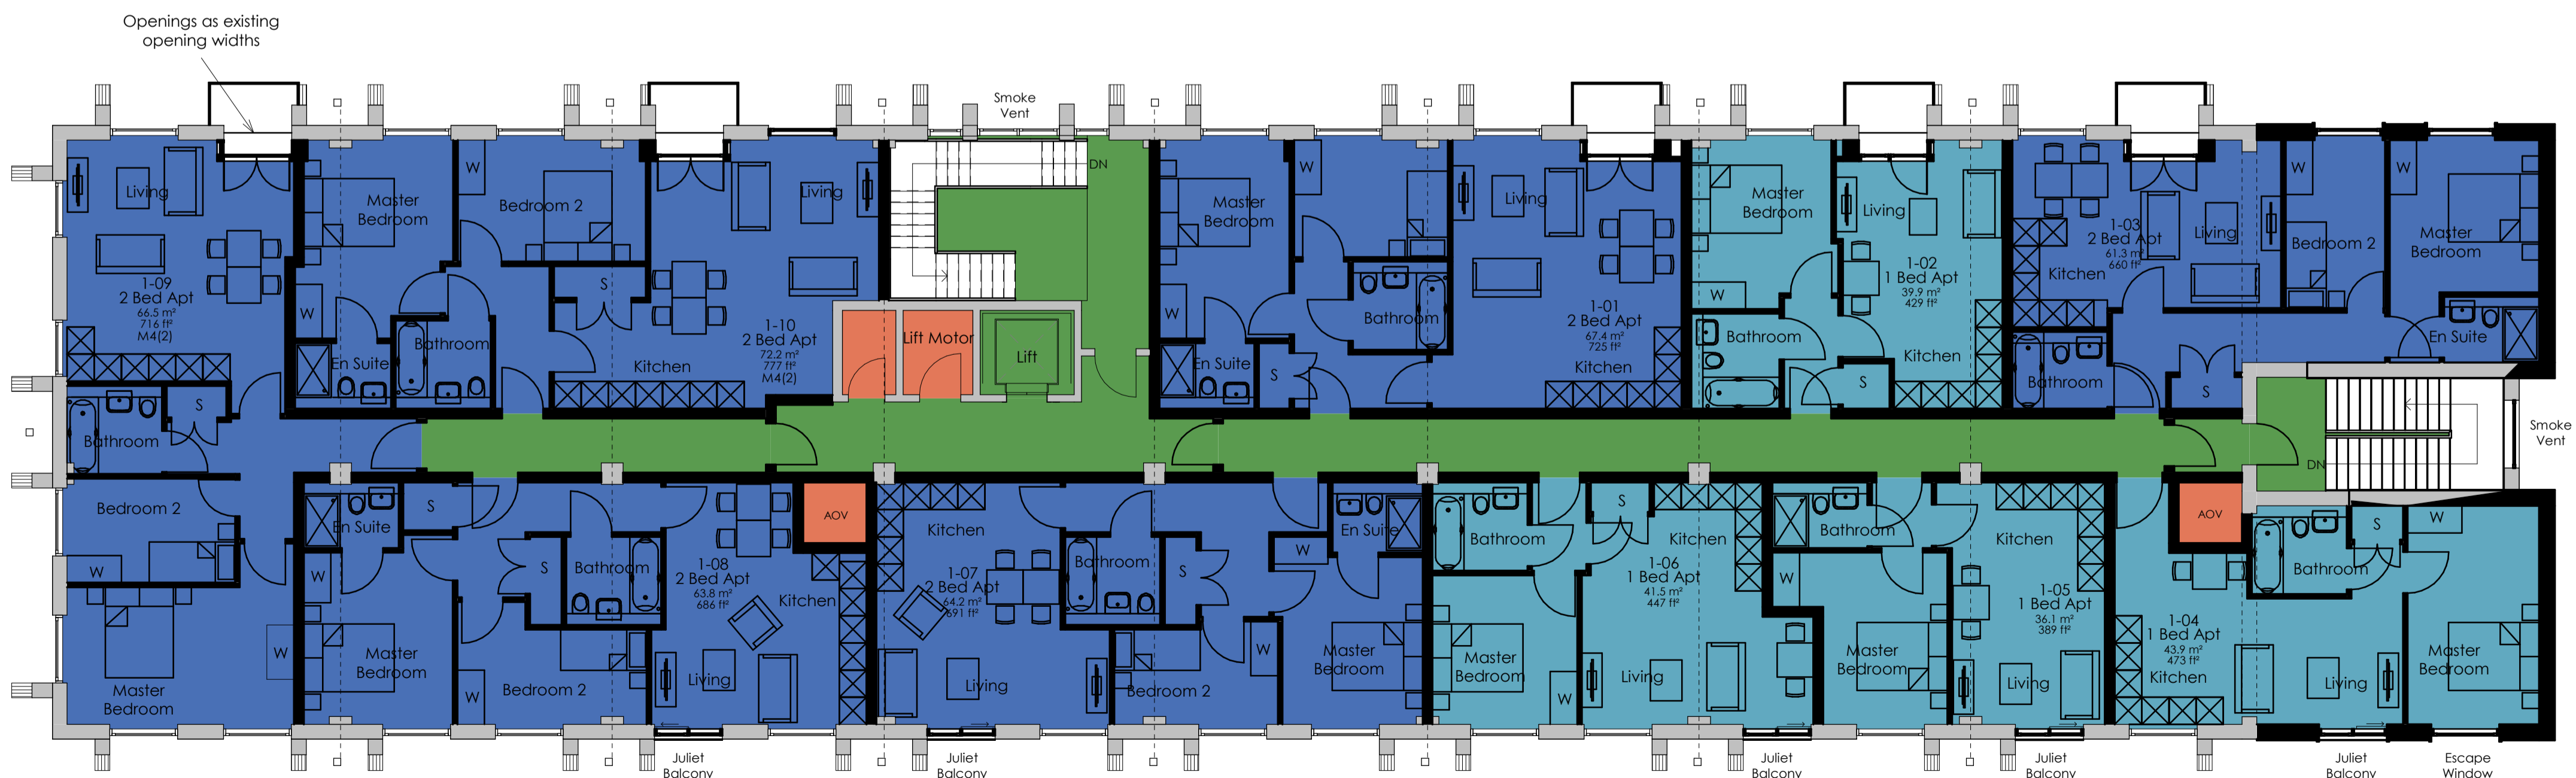 Openings as existing
opening widths
Smoke
Vent
Living
1-09
2 Bed Apt
66.5 m²
716 ft²
M4(2)
Master
Bedroom
W
En Suite
W
Bedroom 2
S
Bathroom
Living
1-10
2 Bed Apt
72.2 m²
777 ft²
M4(2)
Kitchen
DN
Lift Motor
Lift
Master
Bedroom
W
En Suite
W
S
Bathroom
Living
1-01
2 Bed Apt
67.4 m²
725 ft²
Kitchen
Master
Bedroom
W
Bathroom
S
Living
1-02
1 Bed Apt
39.9 m²
429 ft²
Kitchen
1-03
2 Bed Apt
61.3 m²
660 ft²
Living
Kitchen
Bathroom
S
W
Bedroom 2
W
Master
Bedroom
En Suite
Smoke
Vent
DN
Bathroom
S
Bedroom 2
W
Master
Bedroom
W
En Suite
S
W
Master
Bedroom
S
Bathroom
W
Bedroom 2
1-08
2 Bed Apt
63.8 m²
686 ft²
Kitchen
Living
AOV
Kitchen
1-07
2 Bed Apt
64.2 m²
691 ft²
Living
Bathroom
S
Bedroom 2
W
W
En Suite
Master
Bedroom
Bathroom
S
Kitchen
1-06
1 Bed Apt
41.5 m²
447 ft²
Master
Bedroom
W
Living
Bathroom
W
Master
Bedroom
Kitchen
1-05
1 Bed Apt
36.1 m²
389 ft²
Living
AOV
1-04
1 Bed Apt
43.9 m²
473 ft²
Kitchen
Living
Bathroom
S
W
Master
Bedroom
Juliet
Balcony
Juliet
Balcony
Juliet
Balcony
Juliet
Balcony
Juliet
Balcony
Escape
Window